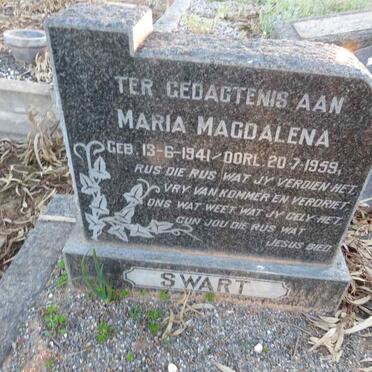 TER GEDAGTENIS AAN
MARIA MAGDALENA
GEB. 13-6-1941/OORL. 20-7-1959.
RUS DIE RUS WAT JY VERDIEN HET,
VRY VAN KOMMER EN VERDRIET
ONS WAT WEET WAT JY GELY HET
GUN JOU DIE RUS WAT
JESUS BIED
SWART